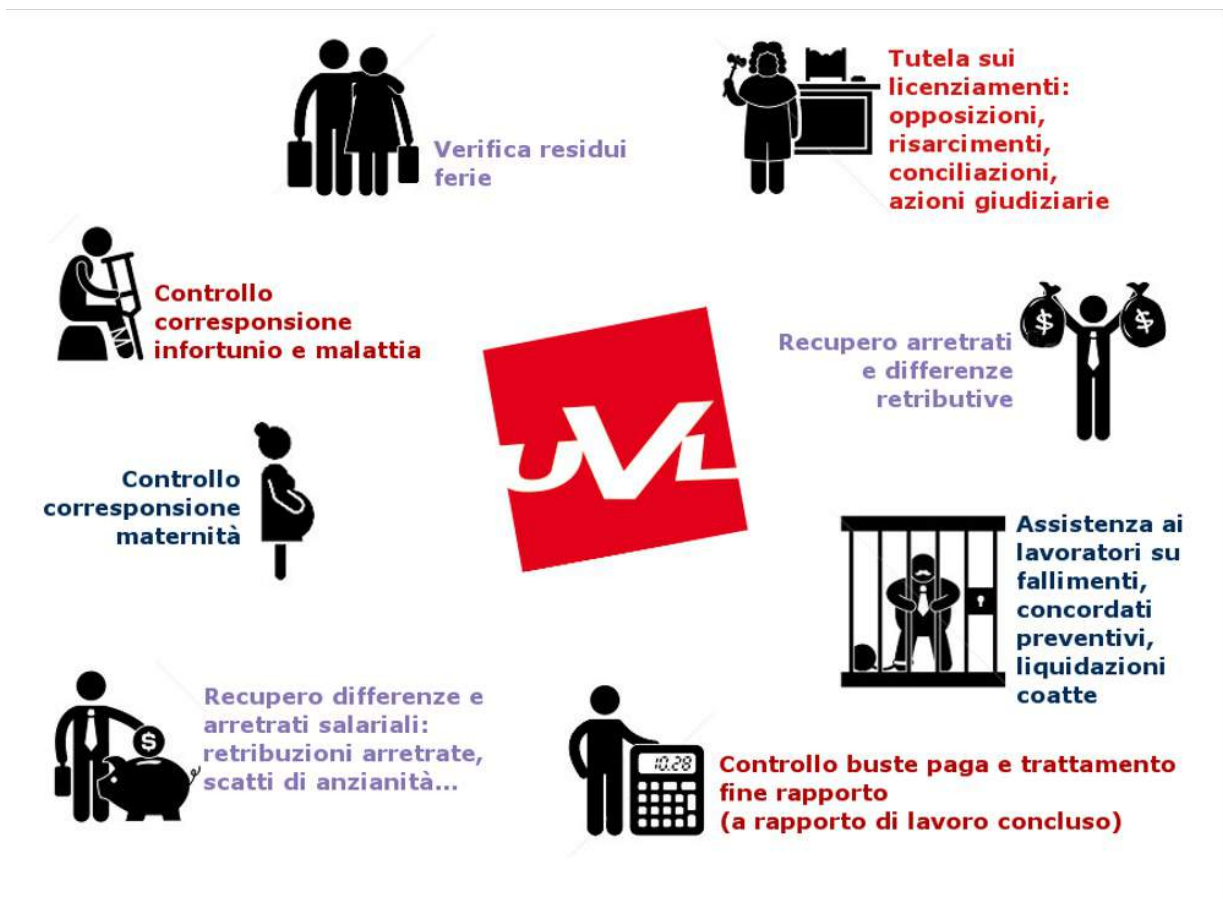 Verifica residui
ferie
Tutela sui
licenziamenti:
opposizioni,
risarcimenti,
conciliazioni,
azioni giudiziarie
Controllo
corresponsione
infortunio e malattia
Recupero arretrati
e differenze
retributive
UVL
Controllo
corresponsione
maternità
Assistenza ai
lavoratori su
fallimenti,
concordati
preventivi,
liquidazioni
coatte
Recupero differenze e
arretrati salariali:
retribuzioni arretrate,
scatti di anzianità...
10.28
Controllo buste paga e trattamento
fine rapporto
(a rapporto di lavoro concluso)
$
$
$